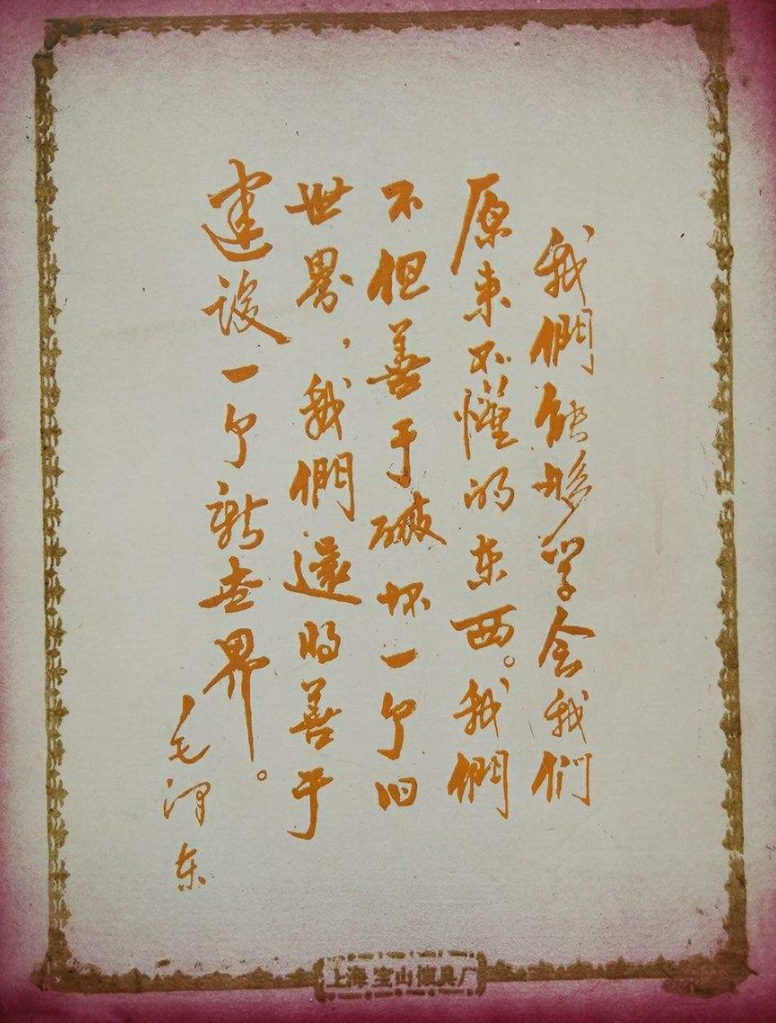 我們能够学会我们
原来不懂的东西。我們
不但善于破坏一个旧
世界，我們还将善于
建设一个新世界。
毛泽东
上海宝山模具厂